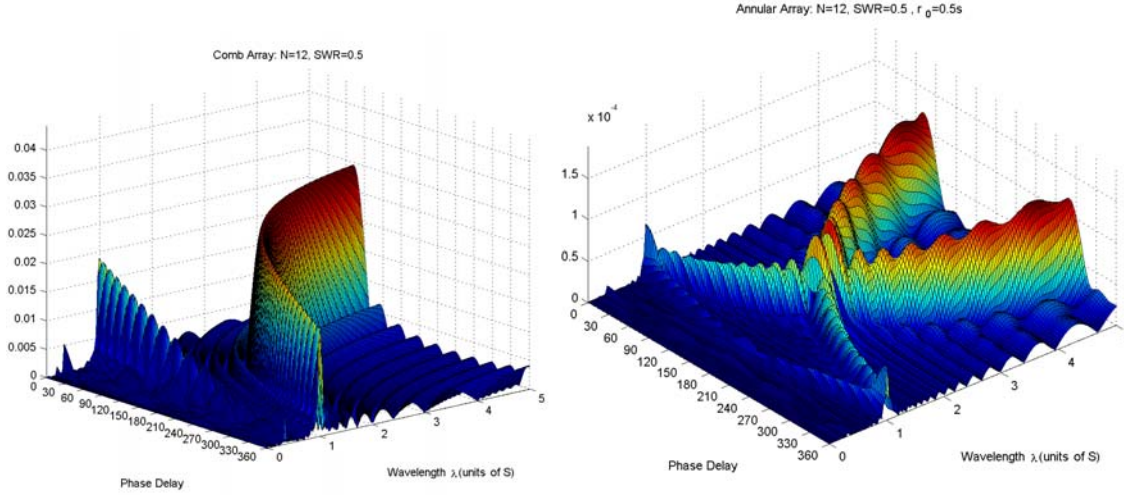 Comb Array: N=12, SWR=0.5
0.04
0.035
0.03
0.025
0.02
0.015
0.01
0.005
0
0 30 60 90 120 150 180 210 240 270 300 330 360
Phase Delay
0 1 2 3 4 5
Wavelength λ(units of S)
Annular Array: N=12, SWR=0.5 , r 0=0.5s
x 10-4
1.5
1
0.5
0
0 30 60 90 120 150 180 210 240 270 300 330 360
Phase Delay
0 1 2 3 4
Wavelength λ(units of S)